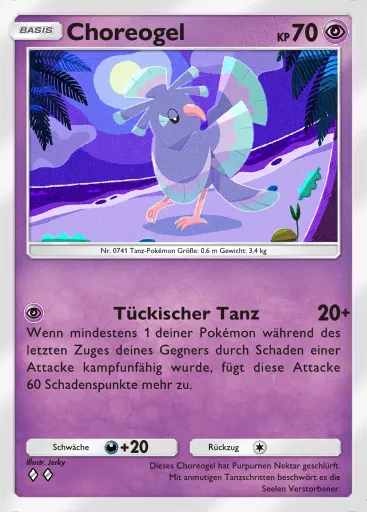 BASIS Choreogel KP 70
Nr. 0741 Tanz-Pokémon Größe: 0,6 m Gewicht: 3,4 kg
Tückischer Tanz 20+
Wenn mindestens 1 deiner Pokémon während des
letzten Zuges deines Gegners durch Schaden einer
Attacke kampfunfähig wurde, fügt diese Attacke
60 Schadenspunkte mehr zu.
Schwäche +20 Rückzug
Illustr. Jerky
Dieses Choreogel hat Purpurnen Nektar geschlürft.
Mit anmutigen Tanzschritten beschwört es die
Seelen Verstorbener.